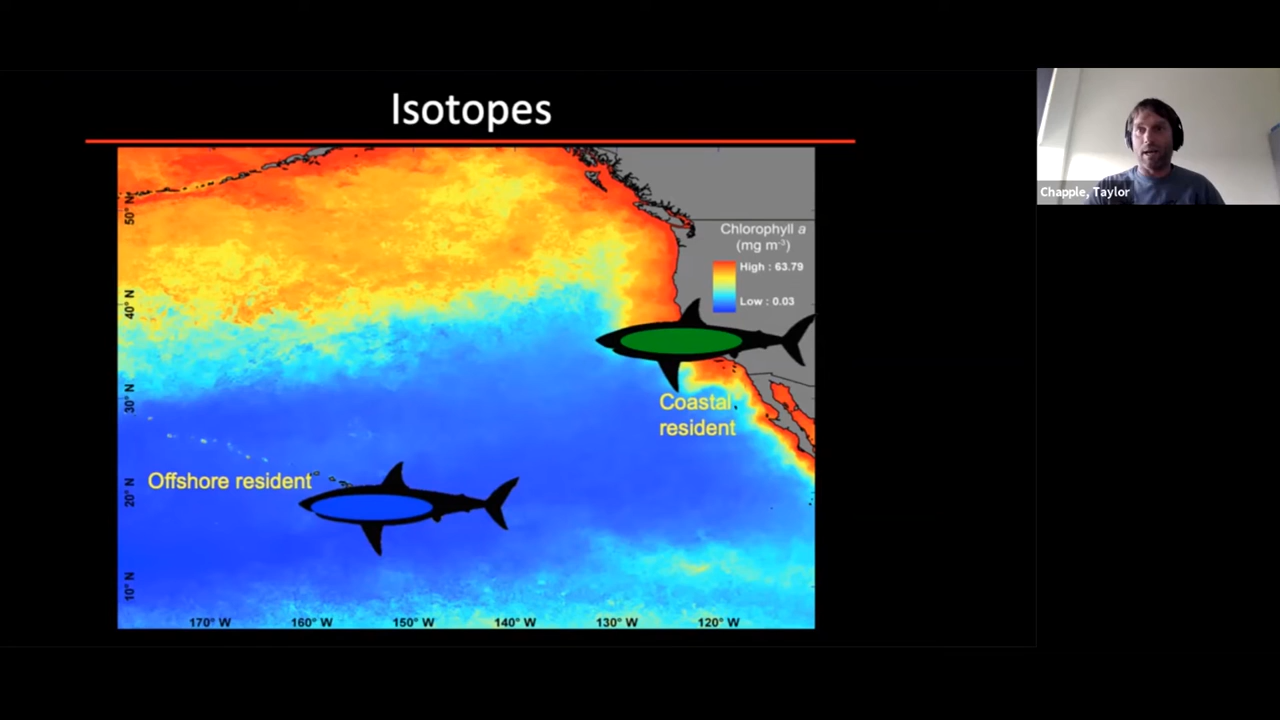 Isotopes
Chapple, Taylor
50° N
40° N
30° N
20° N
10° N
Chlorophyll a
(mg m⁻³)
High : 63.79
Low : 0.03
Coastal
resident
Offshore resident
170° W
160° W
150° W
140° W
130° W
120° W